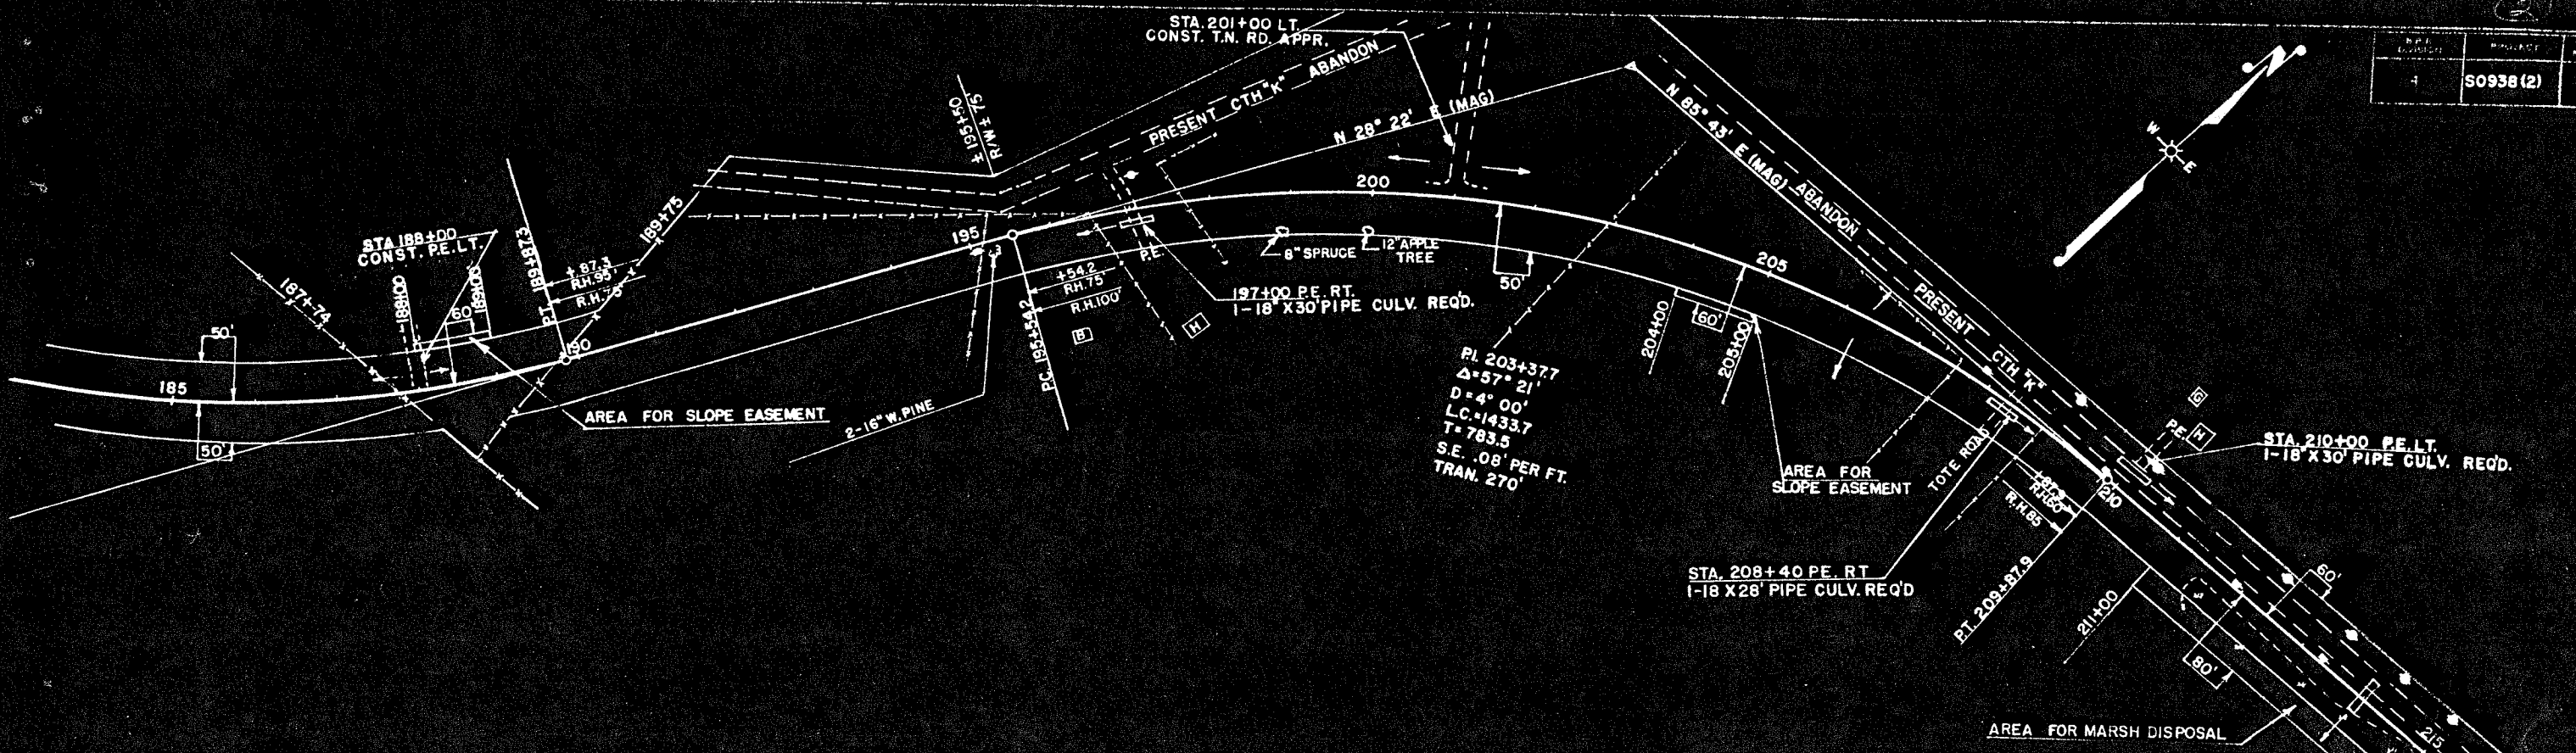 STA. 201+00 LT.
CONST. T.N. RD. APPR.
PROJECT
4
S0938(2)
W
E
PRESENT CTH "K" ABANDON
± 195+50
R/W ± 75'
N 28° 22' E (MAG)
N 85° 43' E (MAG)
ABANDON
PRESENT CTH "K"
STA 188+00
CONST. P.E. LT.
187+74
188+00
189+00
60'
P.T. 189+87.3
189+75
+ 87.3
R.H. 95'
R.H. 75'
50'
185
50'
190
AREA FOR SLOPE EASEMENT
195
2-16" W. PINE
P.C. 195+54.2
+54.2
R.H. 75'
R.H. 100'
B
H
P.E.
197+00 P.E. RT.
1-18" X 30' PIPE CULV. REQ'D.
200
8" SPRUCE
12" APPLE
TREE
50'
P.I. 203+37.7
Δ=57° 21'
D = 4° 00'
L.C.=1433.7
T= 783.5
S.E. .08' PER FT.
TRAN. 270'
204+00
60'
205+00
205
AREA FOR
SLOPE EASEMENT
TOTE ROAD
STA. 208+40 P.E. RT
1-18 X 28' PIPE CULV. REQ'D
R.H. 85
P.T. 209+87.9
210
G
P.E.
H
STA. 210+00 P.E. LT.
1-18" X 30' PIPE CULV. REQ'D.
211+00
60'
80'
215
AREA FOR MARSH DISPOSAL